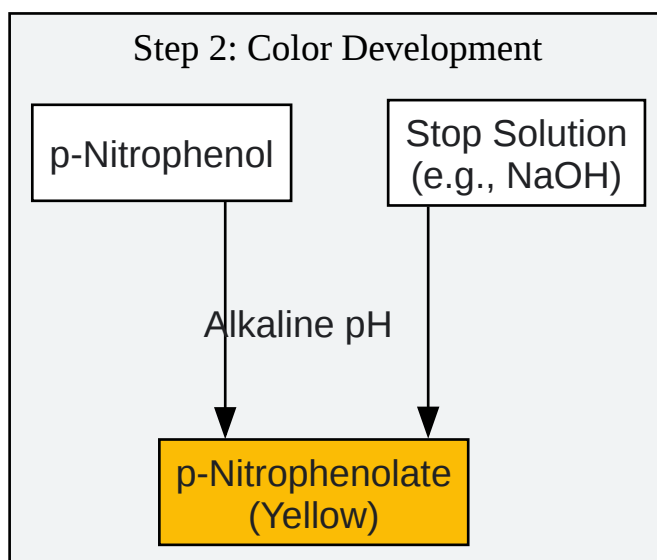 Step 2: Color Development
p-Nitrophenol
Stop Solution
(e.g., NaOH)
Alkaline pH
p-Nitrophenolate
(Yellow)